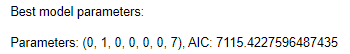 Best model parameters:
Parameters: (0, 1, 0, 0, 0, 0, 7), AIC: 7115.4227596487435